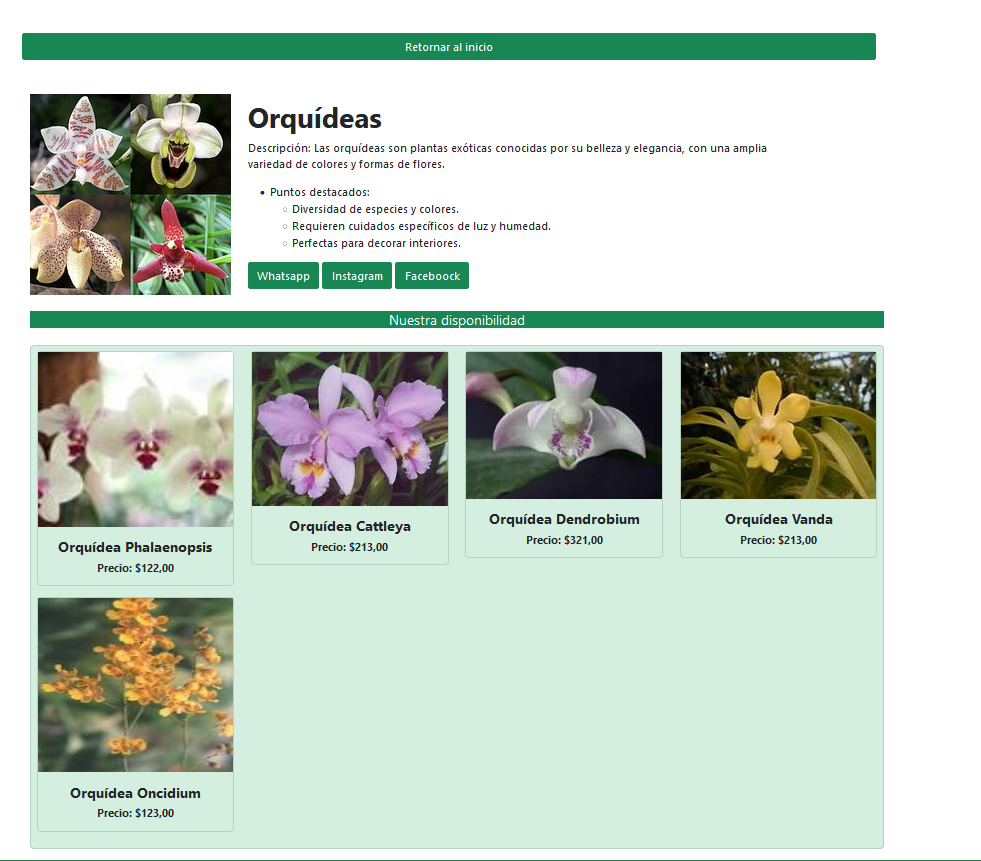 Retornar al inicio
Orquídeas
Descripción: Las orquídeas son plantas exóticas conocidas por su belleza y elegancia, con una amplia
variedad de colores y formas de flores.
Puntos destacados:
Diversidad de especies y colores.
Requieren cuidados específicos de luz y humedad.
Perfectas para decorar interiores.
Whatsapp Instagram Faceboock
Nuestra disponibilidad
Orquídea Phalaenopsis
Precio: $122,00
Orquídea Cattleya
Precio: $213,00
Orquídea Dendrobium
Precio: $321,00
Orquídea Vanda
Precio: $213,00
Orquídea Oncidium
Precio: $123,00